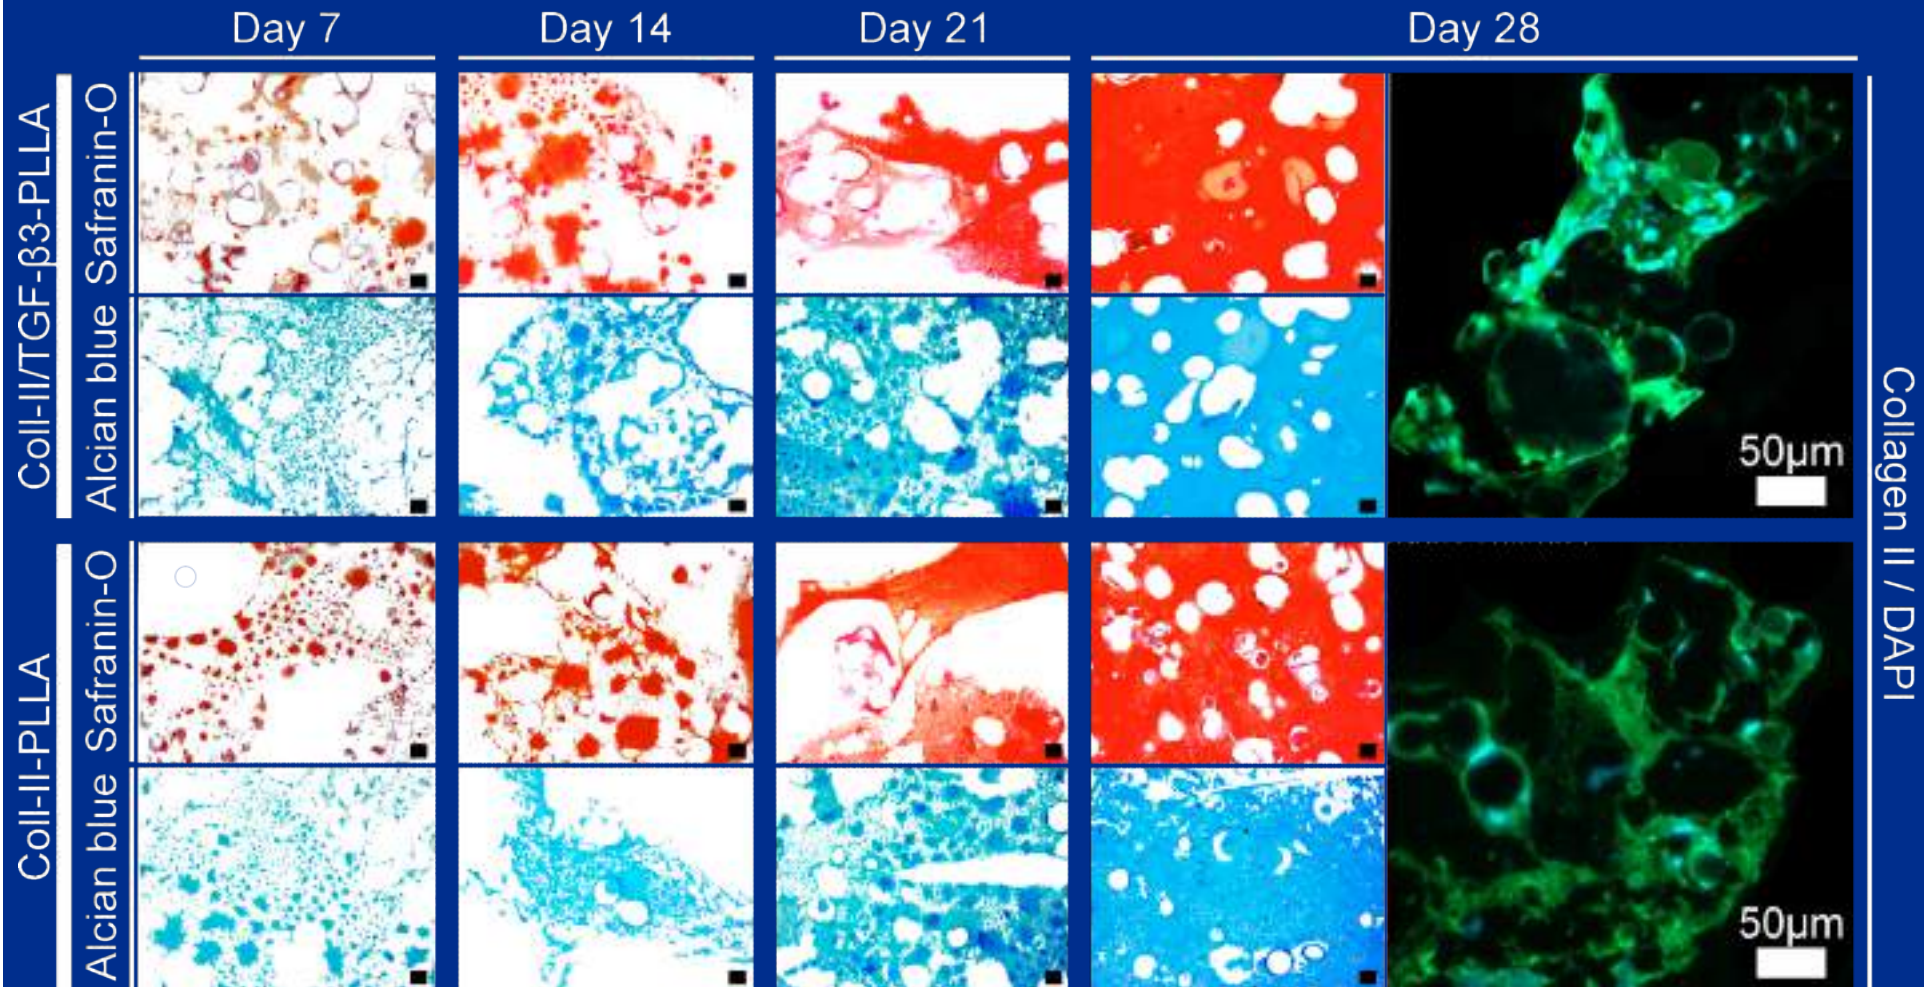 Day 7
Day 14
Day 21
Day 28
Coll-II/TGF-β3-PLLA
Safranin-O
Alcian blue
50µm
Coll-II-PLLA
Safranin-O
Alcian blue
50µm
Collagen II / DAPI